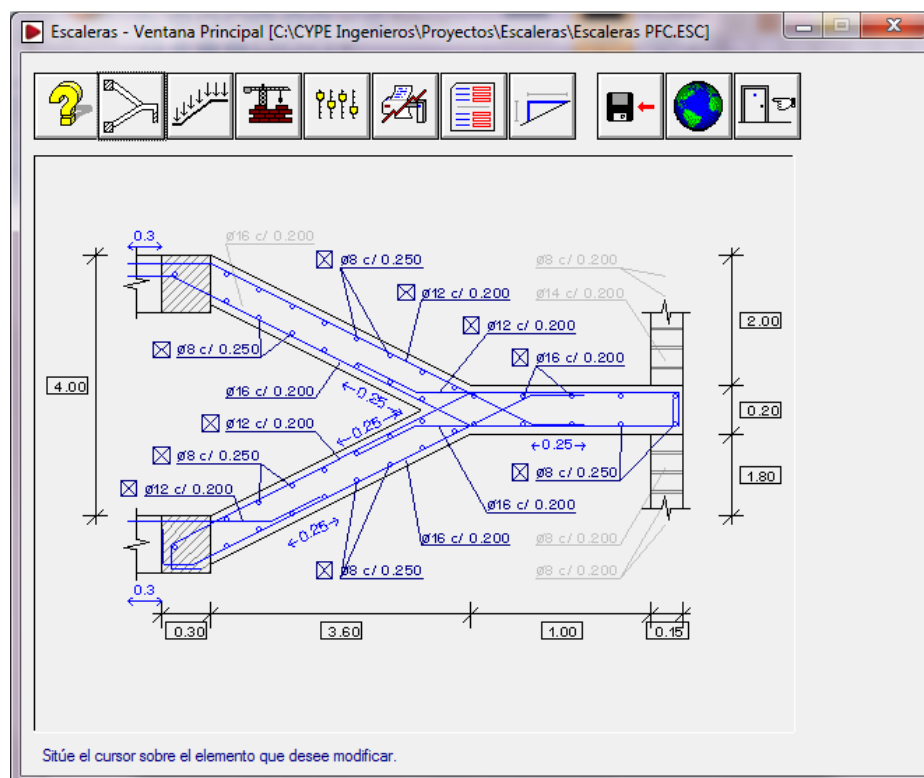 Escaleras - Ventana Principal [C:\CYPE Ingenieros\Proyectos\Escaleras\Escaleras PFC.ESC]
0.3
ø16 c/ 0.200
ø8 c/ 0.250
ø8 c/ 0.200
ø12 c/ 0.200
ø14 c/ 0.200
ø12 c/ 0.200
2.00
ø8 c/ 0.250
ø16 c/ 0.200
4.00
ø16 c/ 0.200
0.25
0.25
0.20
ø12 c/ 0.200
0.25
ø8 c/ 0.250
ø8 c/ 0.250
1.80
ø12 c/ 0.200
ø16 c/ 0.200
0.25
ø16 c/ 0.200
ø8 c/ 0.200
ø8 c/ 0.250
ø8 c/ 0.200
0.3
0.30
3.60
1.00
0.15
Sitúe el cursor sobre el elemento que desee modificar.